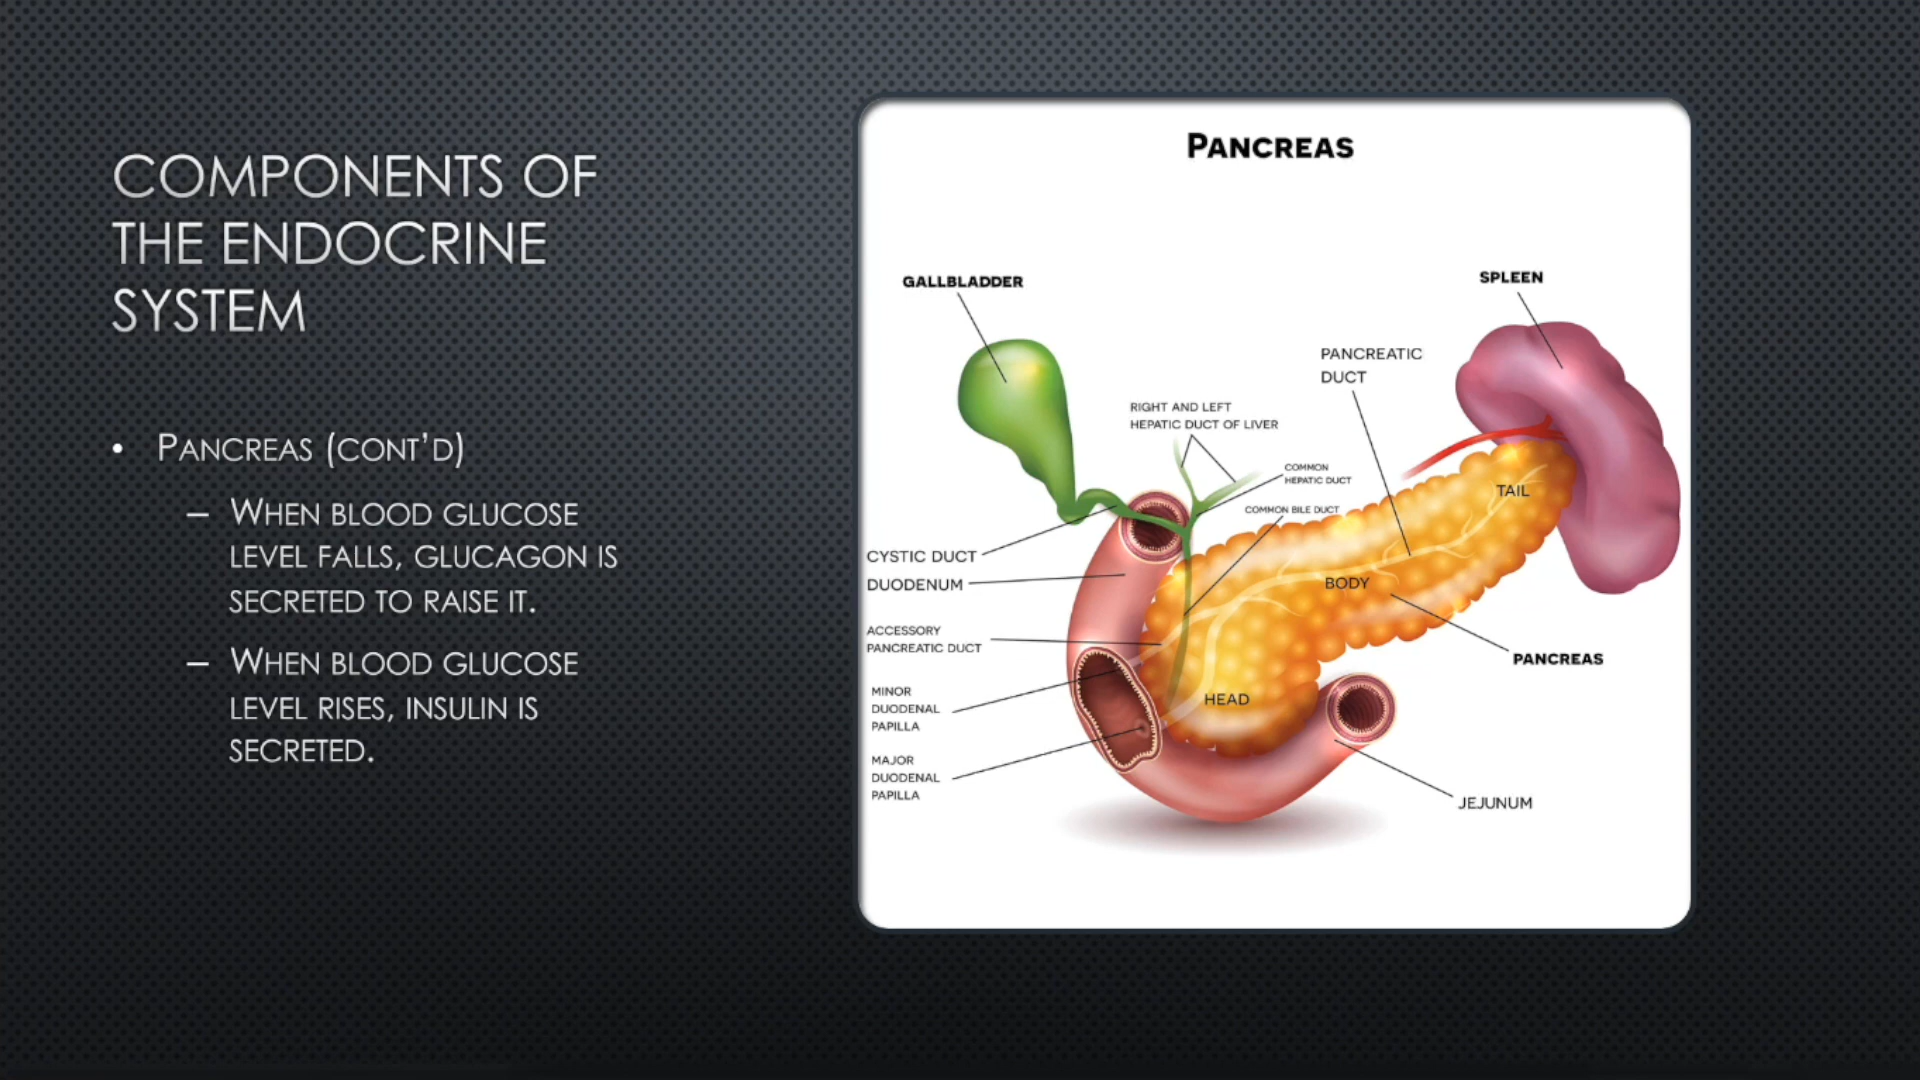 COMPONENTS OF
THE ENDOCRINE
SYSTEM
• PANCREAS (CONT'D)
– WHEN BLOOD GLUCOSE
LEVEL FALLS, GLUCAGON IS
SECRETED TO RAISE IT.
– WHEN BLOOD GLUCOSE
LEVEL RISES, INSULIN IS
SECRETED.
PANCREAS
GALLBLADDER
SPLEEN
PANCREATIC
DUCT
RIGHT AND LEFT
HEPATIC DUCT OF LIVER
COMMON
HEPATIC DUCT
COMMON BILE DUCT
TAIL
CYSTIC DUCT
DUODENUM
BODY
ACCESSORY
PANCREATIC DUCT
PANCREAS
MINOR
DUODENAL
PAPILLA
HEAD
MAJOR
DUODENAL
PAPILLA
JEJUNUM